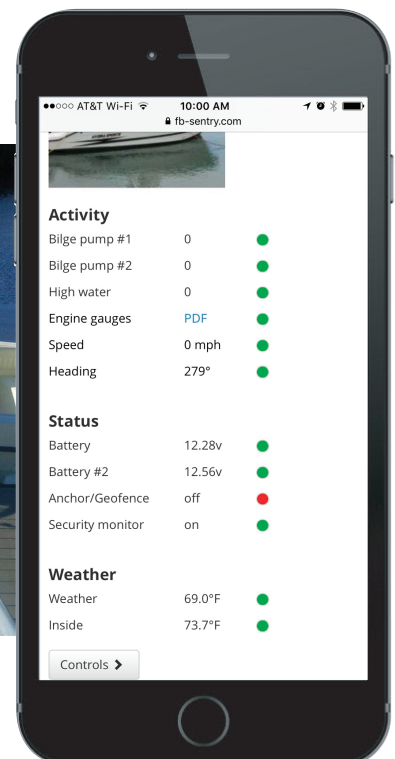 AT&T Wi-Fi 10:00 AM
fb-sentry.com
Activity
Bilge pump #1 0
Bilge pump #2 0
High water 0
Engine gauges PDF
Speed 0 mph
Heading 279°
Status
Battery 12.28v
Battery #2 12.56v
Anchor/Geofence off
Security monitor on
Weather
Weather 69.0°F
Inside 73.7°F
Controls